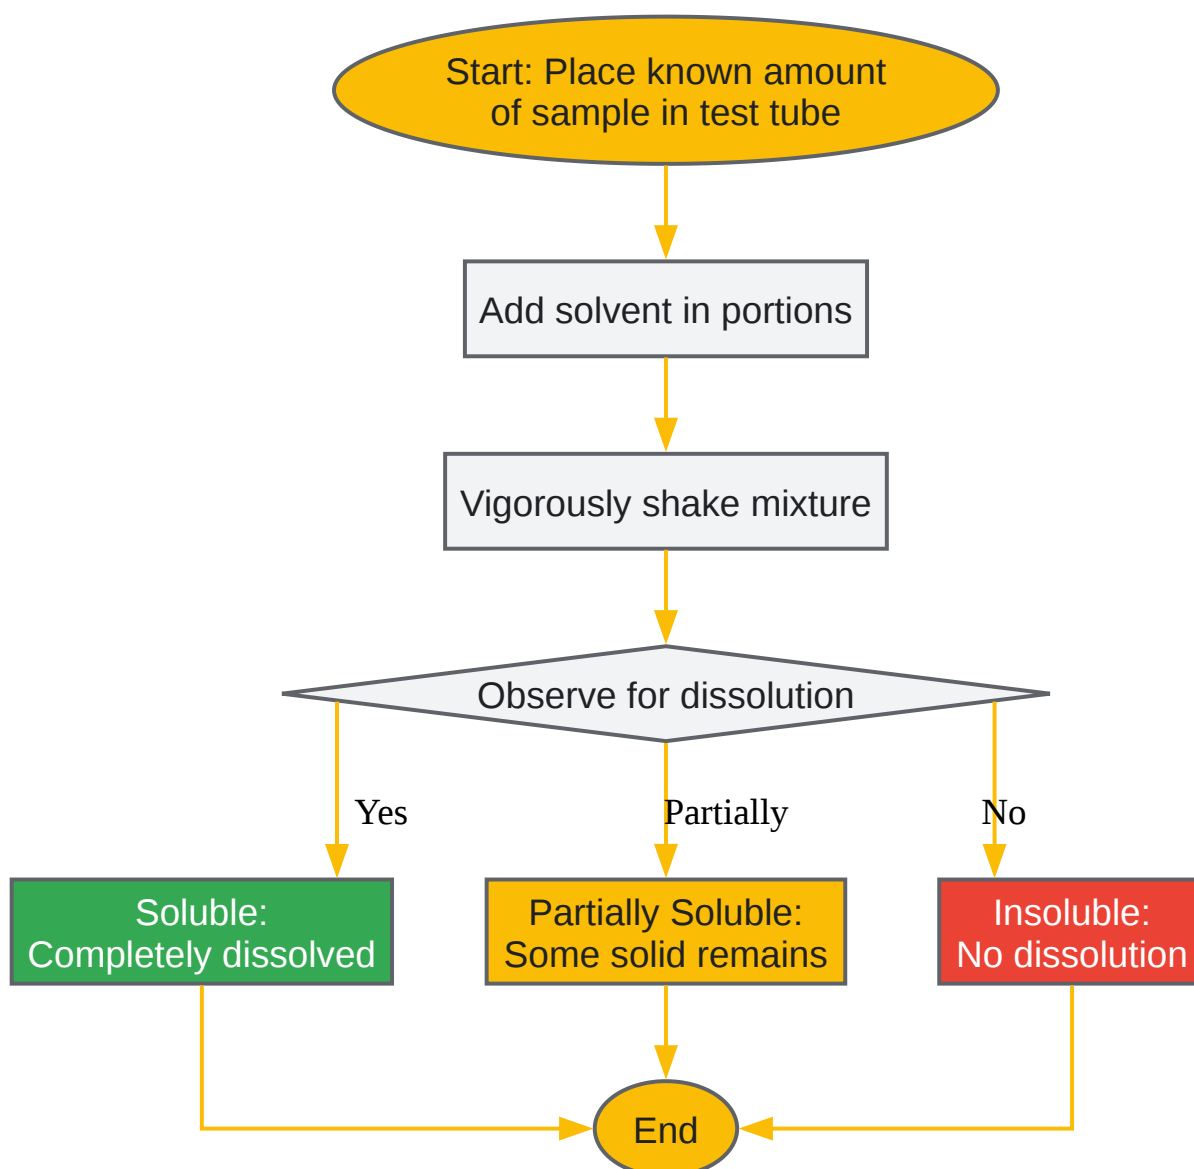 Start: Place known amount
of sample in test tube
Add solvent in portions
Vigorously shake mixture
Observe for dissolution
Yes
Partially
No
Soluble:
Completely dissolved
Partially Soluble:
Some solid remains
Insoluble:
No dissolution
End